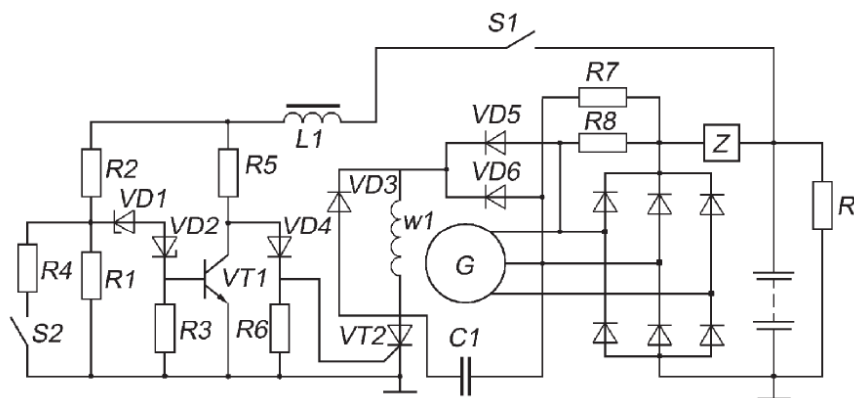 S1
R7
VD5
R8
Z
L1
R2
R5
VD6
VD1
VD3
R
VD2
VD4
w1
R4
R1
VT1
G
S2
R3
R6
VT2
C1